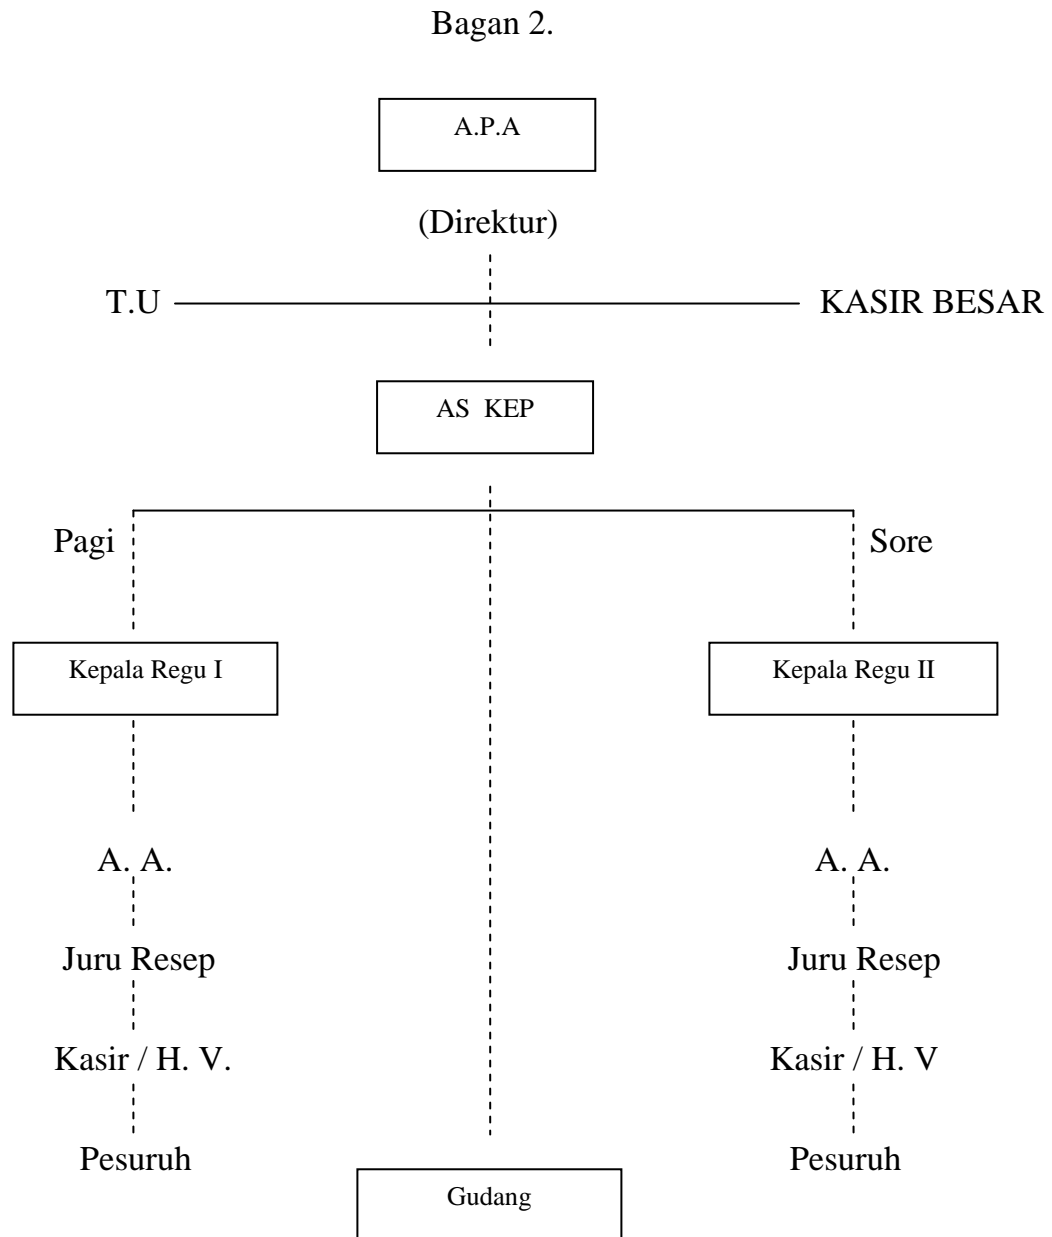 Bagan 2.
A.P.A
(Direktur)
T.U KASIR BESAR
AS KEP
Pagi Sore
Kepala Regu I Kepala Regu II
A. A. A. A.
Juru Resep Juru Resep
Kasir / H. V. Kasir / H. V
Pesuruh Pesuruh
Gudang